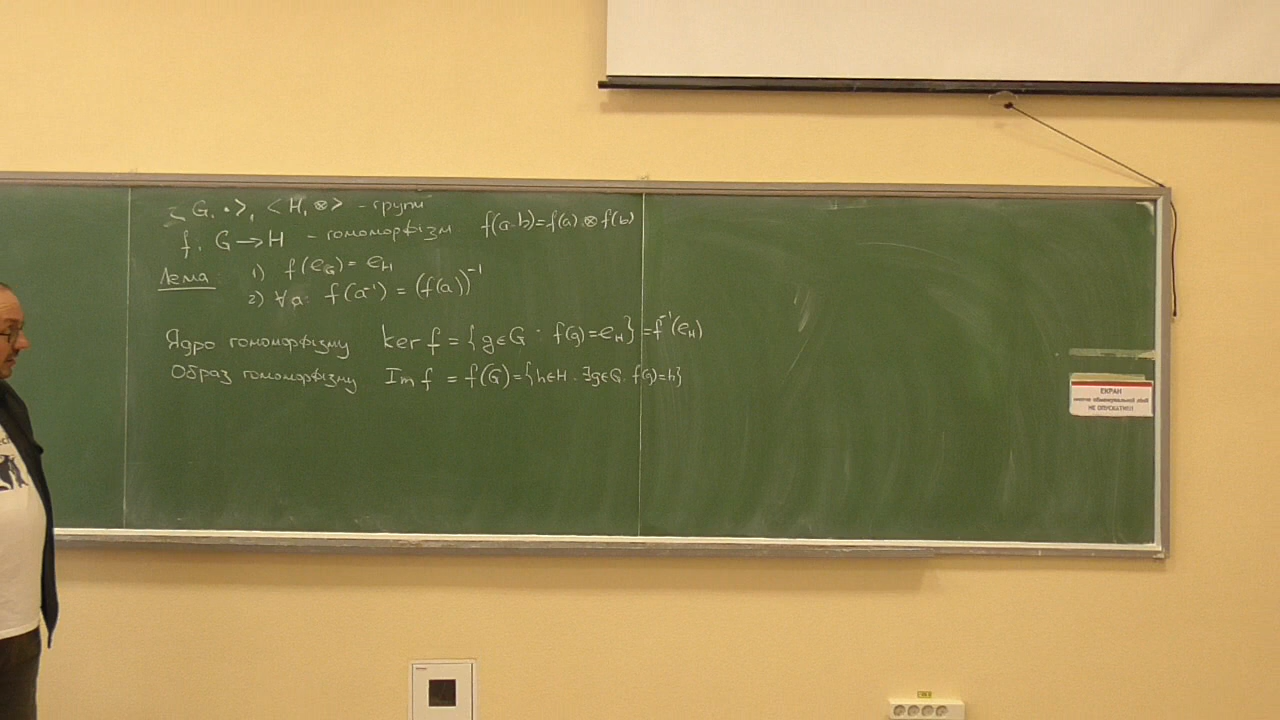 < G, ·>, < H, ⊗> - групи
f: G → H - гомоморфізм f(a·b)=f(a)⊗f(b)
Лема: 1) f(e_G) = e_H
2) ∀a: f(a⁻¹) = (f(a))⁻¹
Ядро гомоморфізму ker f = {g∈G : f(g)=e_H} = f⁻¹(e_H)
Образ гомоморфізму Im f = f(G) = {h∈H : ∃g∈G: f(g)=h}
ЕКРАН
НЕ ОПУСКАТИ!!!